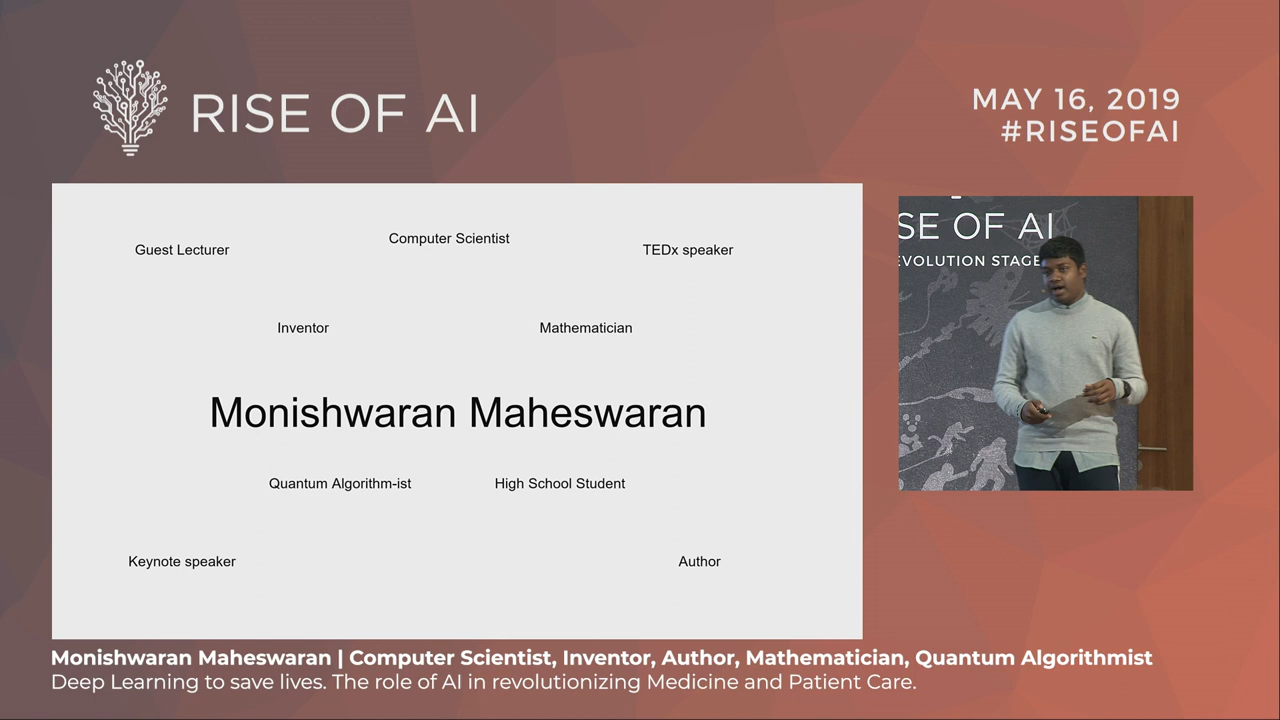 RISE OF AI
MAY 16, 2019
#RISEOFAI
Guest Lecturer
Computer Scientist
TEDx speaker
Inventor
Mathematician
Monishwaran Maheswaran
Quantum Algorithm-ist
High School Student
Keynote speaker
Author
ISE OF AI
EVOLUTION STAGE
Monishwaran Maheswaran | Computer Scientist, Inventor, Author, Mathematician, Quantum Algorithmist
Deep Learning to save lives. The role of AI in revolutionizing Medicine and Patient Care.